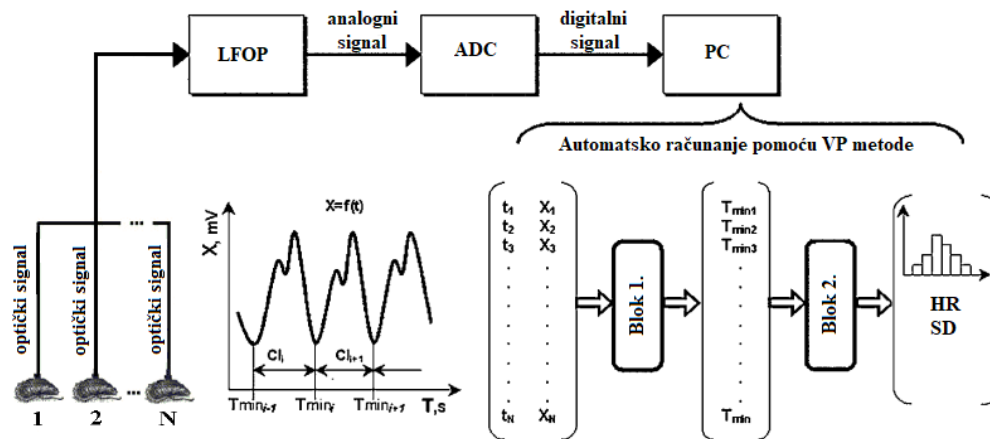 LFOP
analogni
signal
ADC
digitalni
signal
PC
Automatsko računanje pomoću VP metode
optički signal
optički signal
optički signal
...
...
1
2
N
X, mV
X=f(t)
CIᵢ
CIᵢ₊₁
Tminᵢ₋₁
Tminᵢ
Tminᵢ₊₁
T,s
t₁ X₁
t₂ X₂
t₃ X₃
t_N X_N
Blok 1.
Tmin1
Tmin2
Tmin3
Tmin
Blok 2.
HR
SD